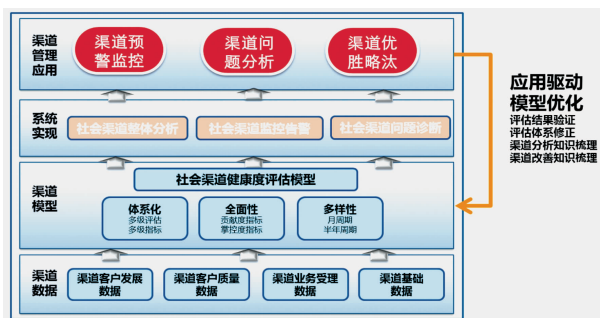 渠道
管理
应用
渠道预
警监控
渠道问
题分析
渠道优
胜略汰
系统
实现
社会渠道整体分析
社会渠道监控告警
社会渠道问题诊断
渠道
模型
社会渠道健康度评估模型
体系化
多级评估
多级指标
全面性
贡献度指标
掌控度指标
多样性
月周期
半年周期
渠道
数据
渠道客户发展
数据
渠道客户质量
数据
渠道业务受理
数据
渠道基础
数据
应用驱动
模型优化
评估结果验证
评估体系修正
渠道分析知识梳理
渠道改善知识梳理